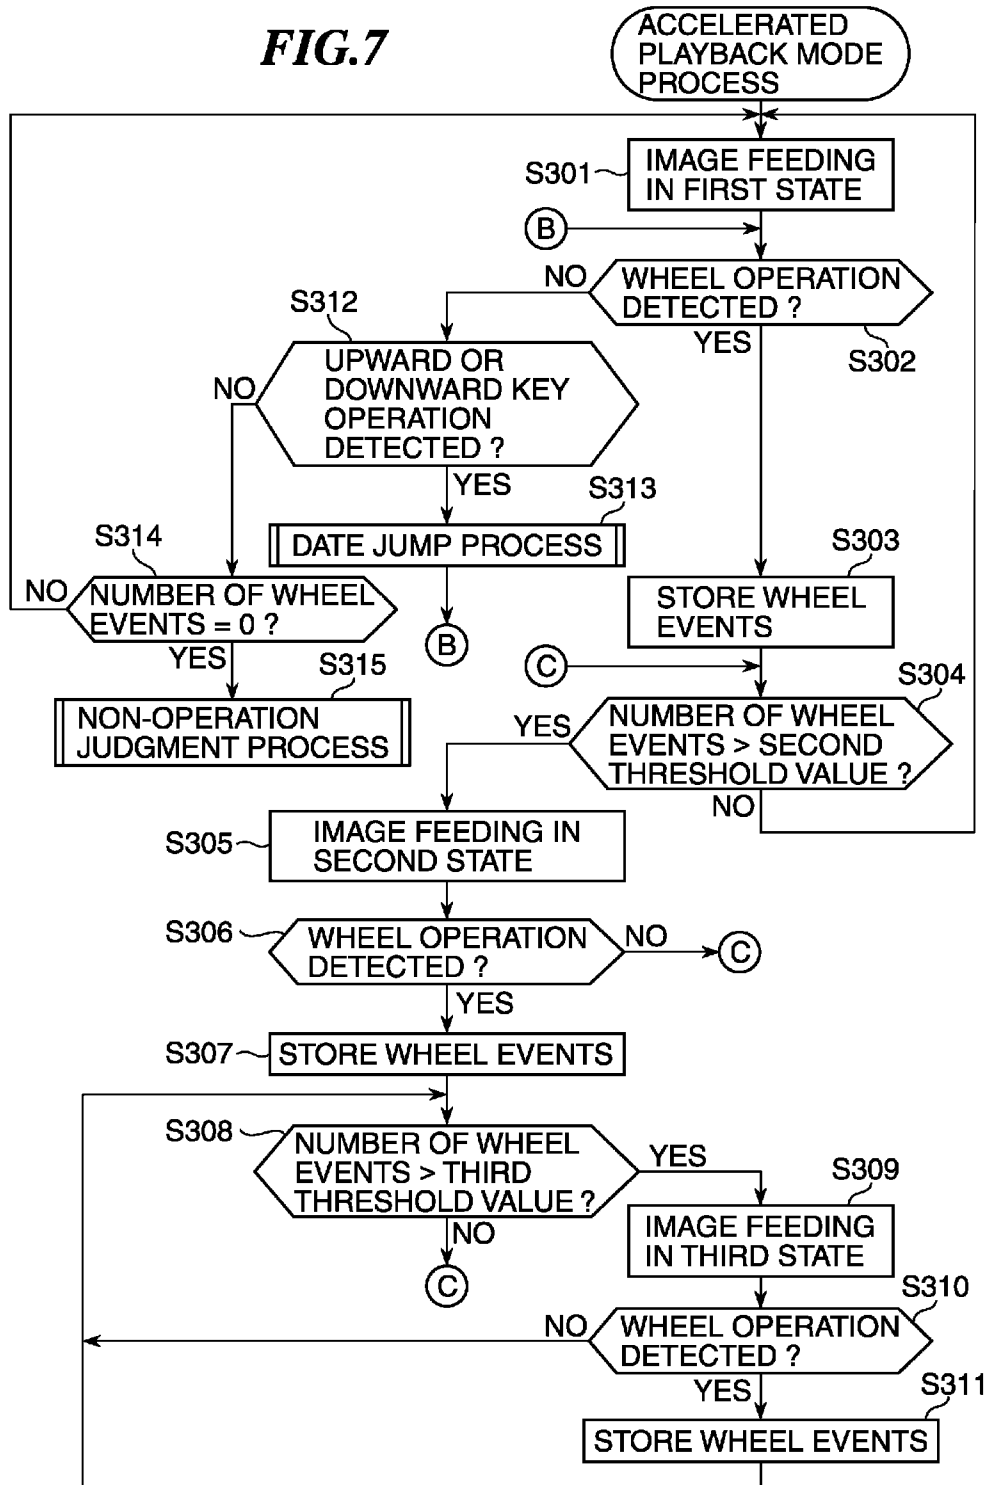 FIG.7
ACCELERATED
PLAYBACK MODE
PROCESS
S301
IMAGE FEEDING
IN FIRST STATE
B
NO
WHEEL OPERATION
DETECTED ?
S302
YES
S312
UPWARD OR
DOWNWARD KEY
OPERATION
DETECTED ?
NO
YES
S313
DATE JUMP PROCESS
B
S314
NO
NUMBER OF WHEEL
EVENTS = 0 ?
YES
S315
NON-OPERATION
JUDGMENT PROCESS
S303
STORE WHEEL
EVENTS
C
S304
YES
NUMBER OF WHEEL
EVENTS > SECOND
THRESHOLD VALUE ?
NO
S305
IMAGE FEEDING IN
SECOND STATE
S306
WHEEL OPERATION
DETECTED ?
NO
C
YES
S307
STORE WHEEL EVENTS
S308
NUMBER OF WHEEL
EVENTS > THIRD
THRESHOLD VALUE ?
YES
NO
C
S309
IMAGE FEEDING
IN THIRD STATE
S310
NO
WHEEL OPERATION
DETECTED ?
YES
S311
STORE WHEEL EVENTS